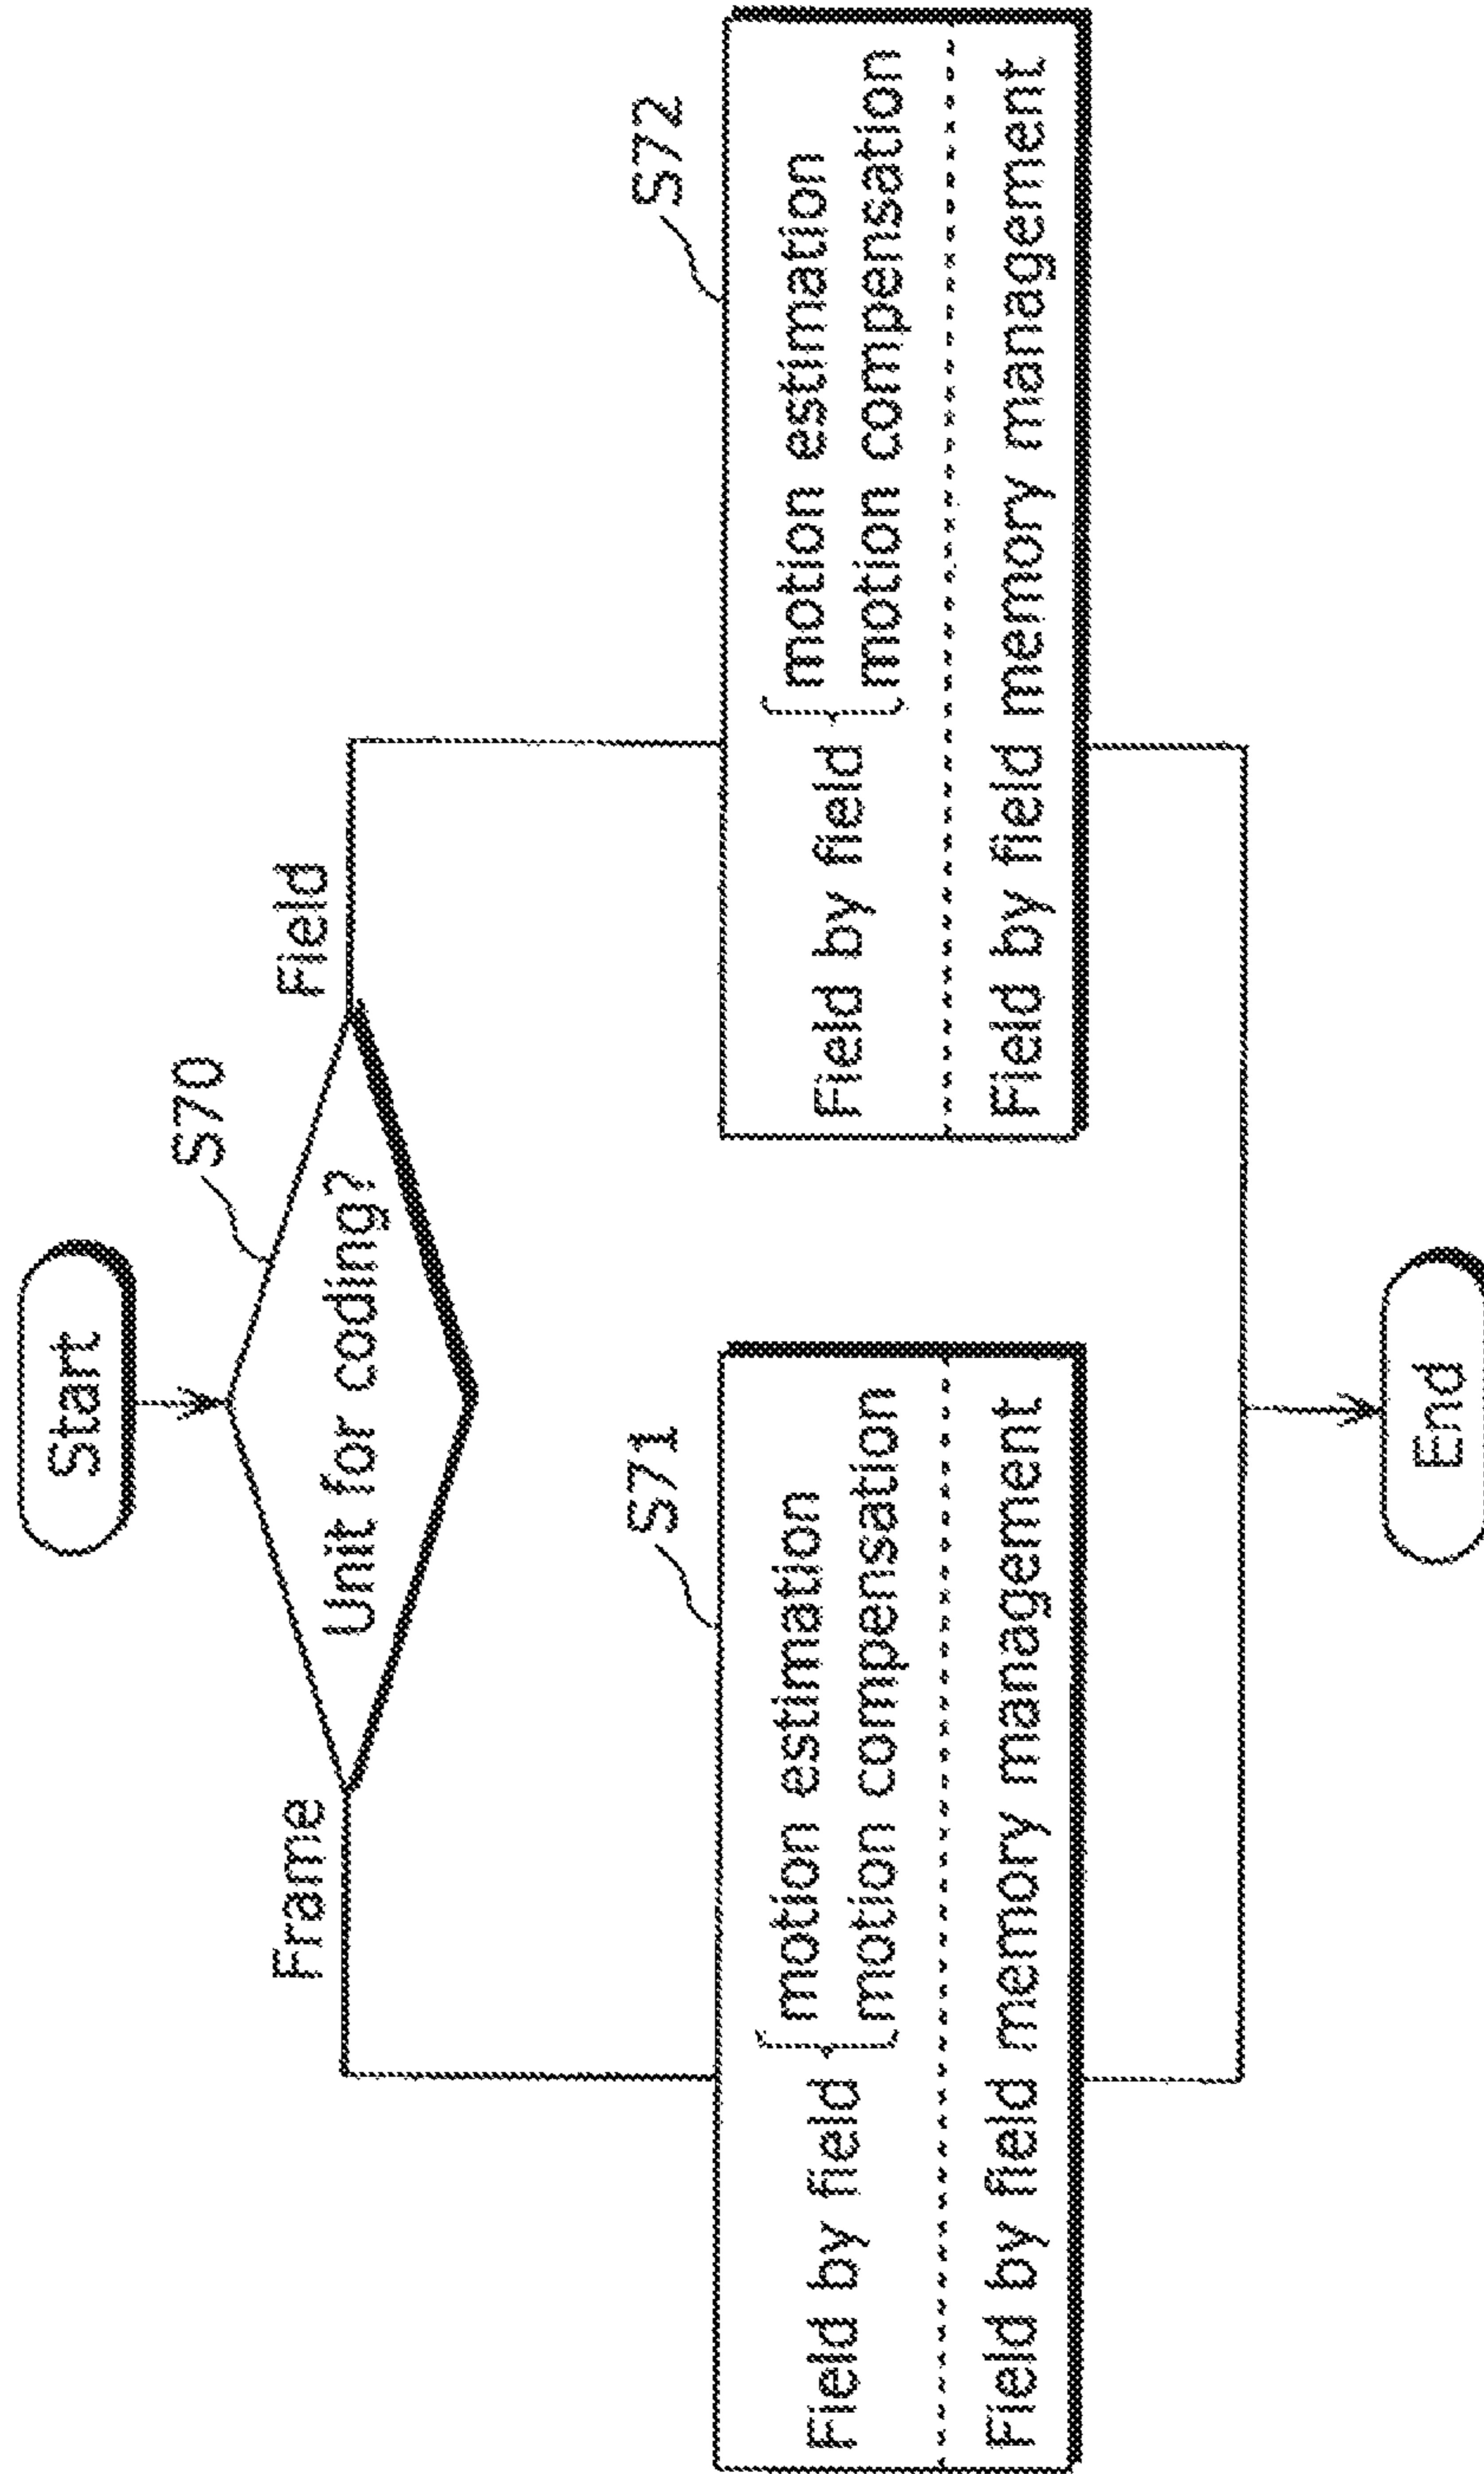 Start
S70
Unit for coding?
Frame
Field
S71
Field by field { motion estimation
motion compensation
Field by field memory management
S72
Field by field { motion estimation
motion compensation
Field by field memory management
End